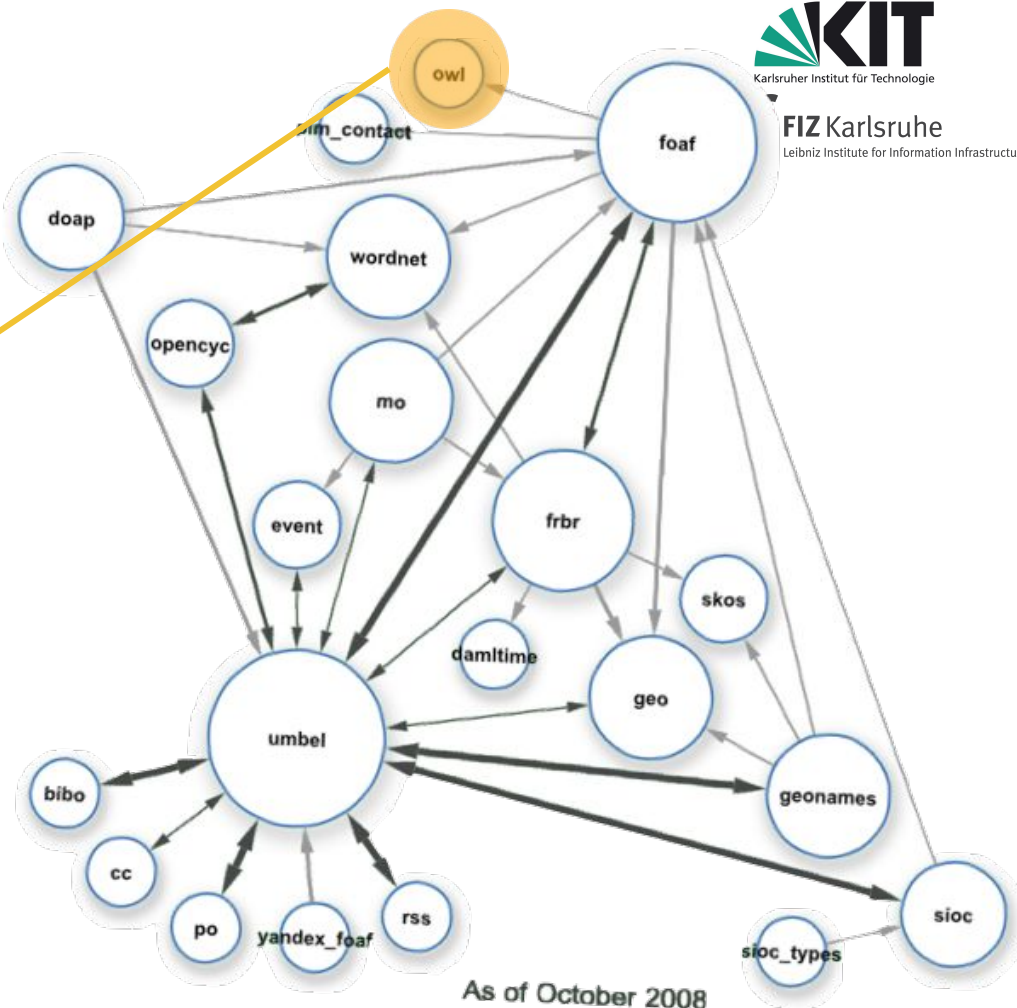 KIT
Karlsruher Institut für Technologie
FIZ Karlsruhe
Leibniz Institute for Information Infrastructu
owl
pim_contact
foaf
doap
wordnet
opencyc
mo
event
frbr
skos
damltime
geo
umbel
bibo
geonames
cc
po
yandex_foaf
rss
sioc
sioc_types
As of October 2008